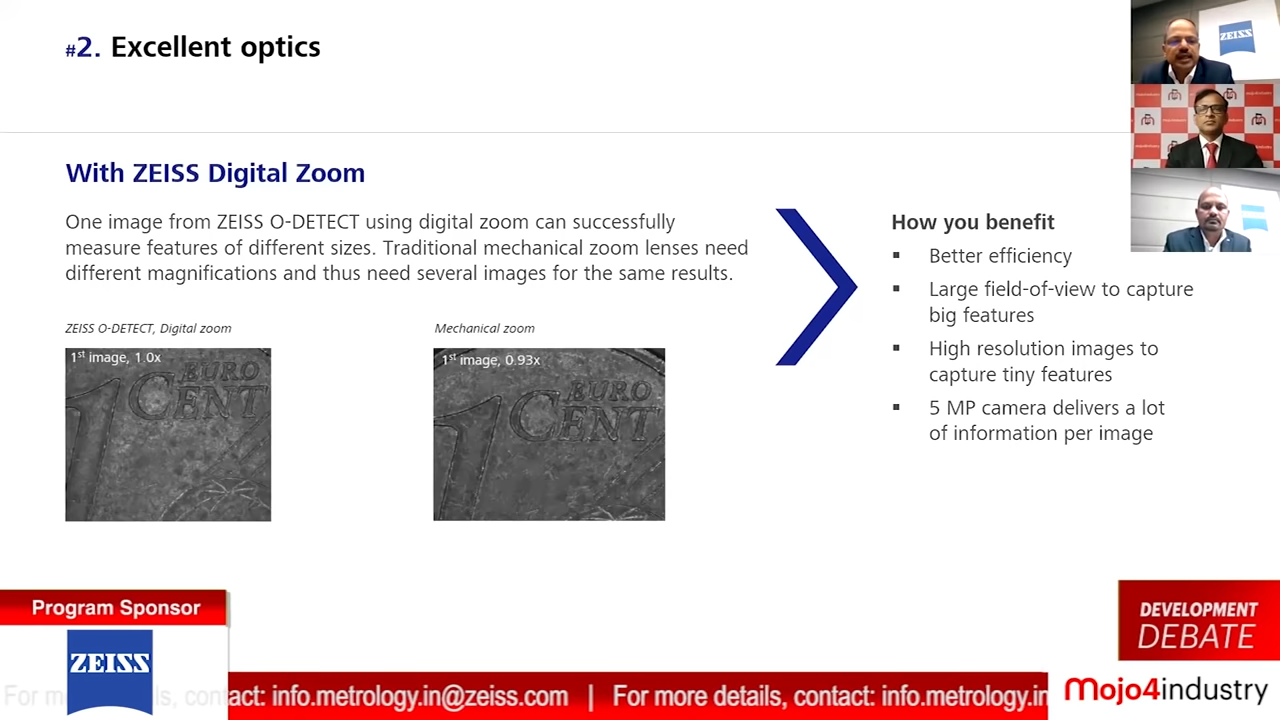 #2. Excellent optics
ZEISS
With ZEISS Digital Zoom
One image from ZEISS O-DETECT using digital zoom can successfully
measure features of different sizes. Traditional mechanical zoom lenses need
different magnifications and thus need several images for the same results.
ZEISS O-DETECT, Digital zoom
1st image, 1.0x
EURO
CENT
1
Mechanical zoom
1st image, 0.93x
EURO
CENT
1
How you benefit
▪ Better efficiency
▪ Large field-of-view to capture
big features
▪ High resolution images to
capture tiny features
▪ 5 MP camera delivers a lot
of information per image
Program Sponsor
ZEISS
DEVELOPMENT
DEBATE
For m ls, contact: info.metrology.in@zeiss.com | For more details, contact: info.metrology.in
Mojo4industry